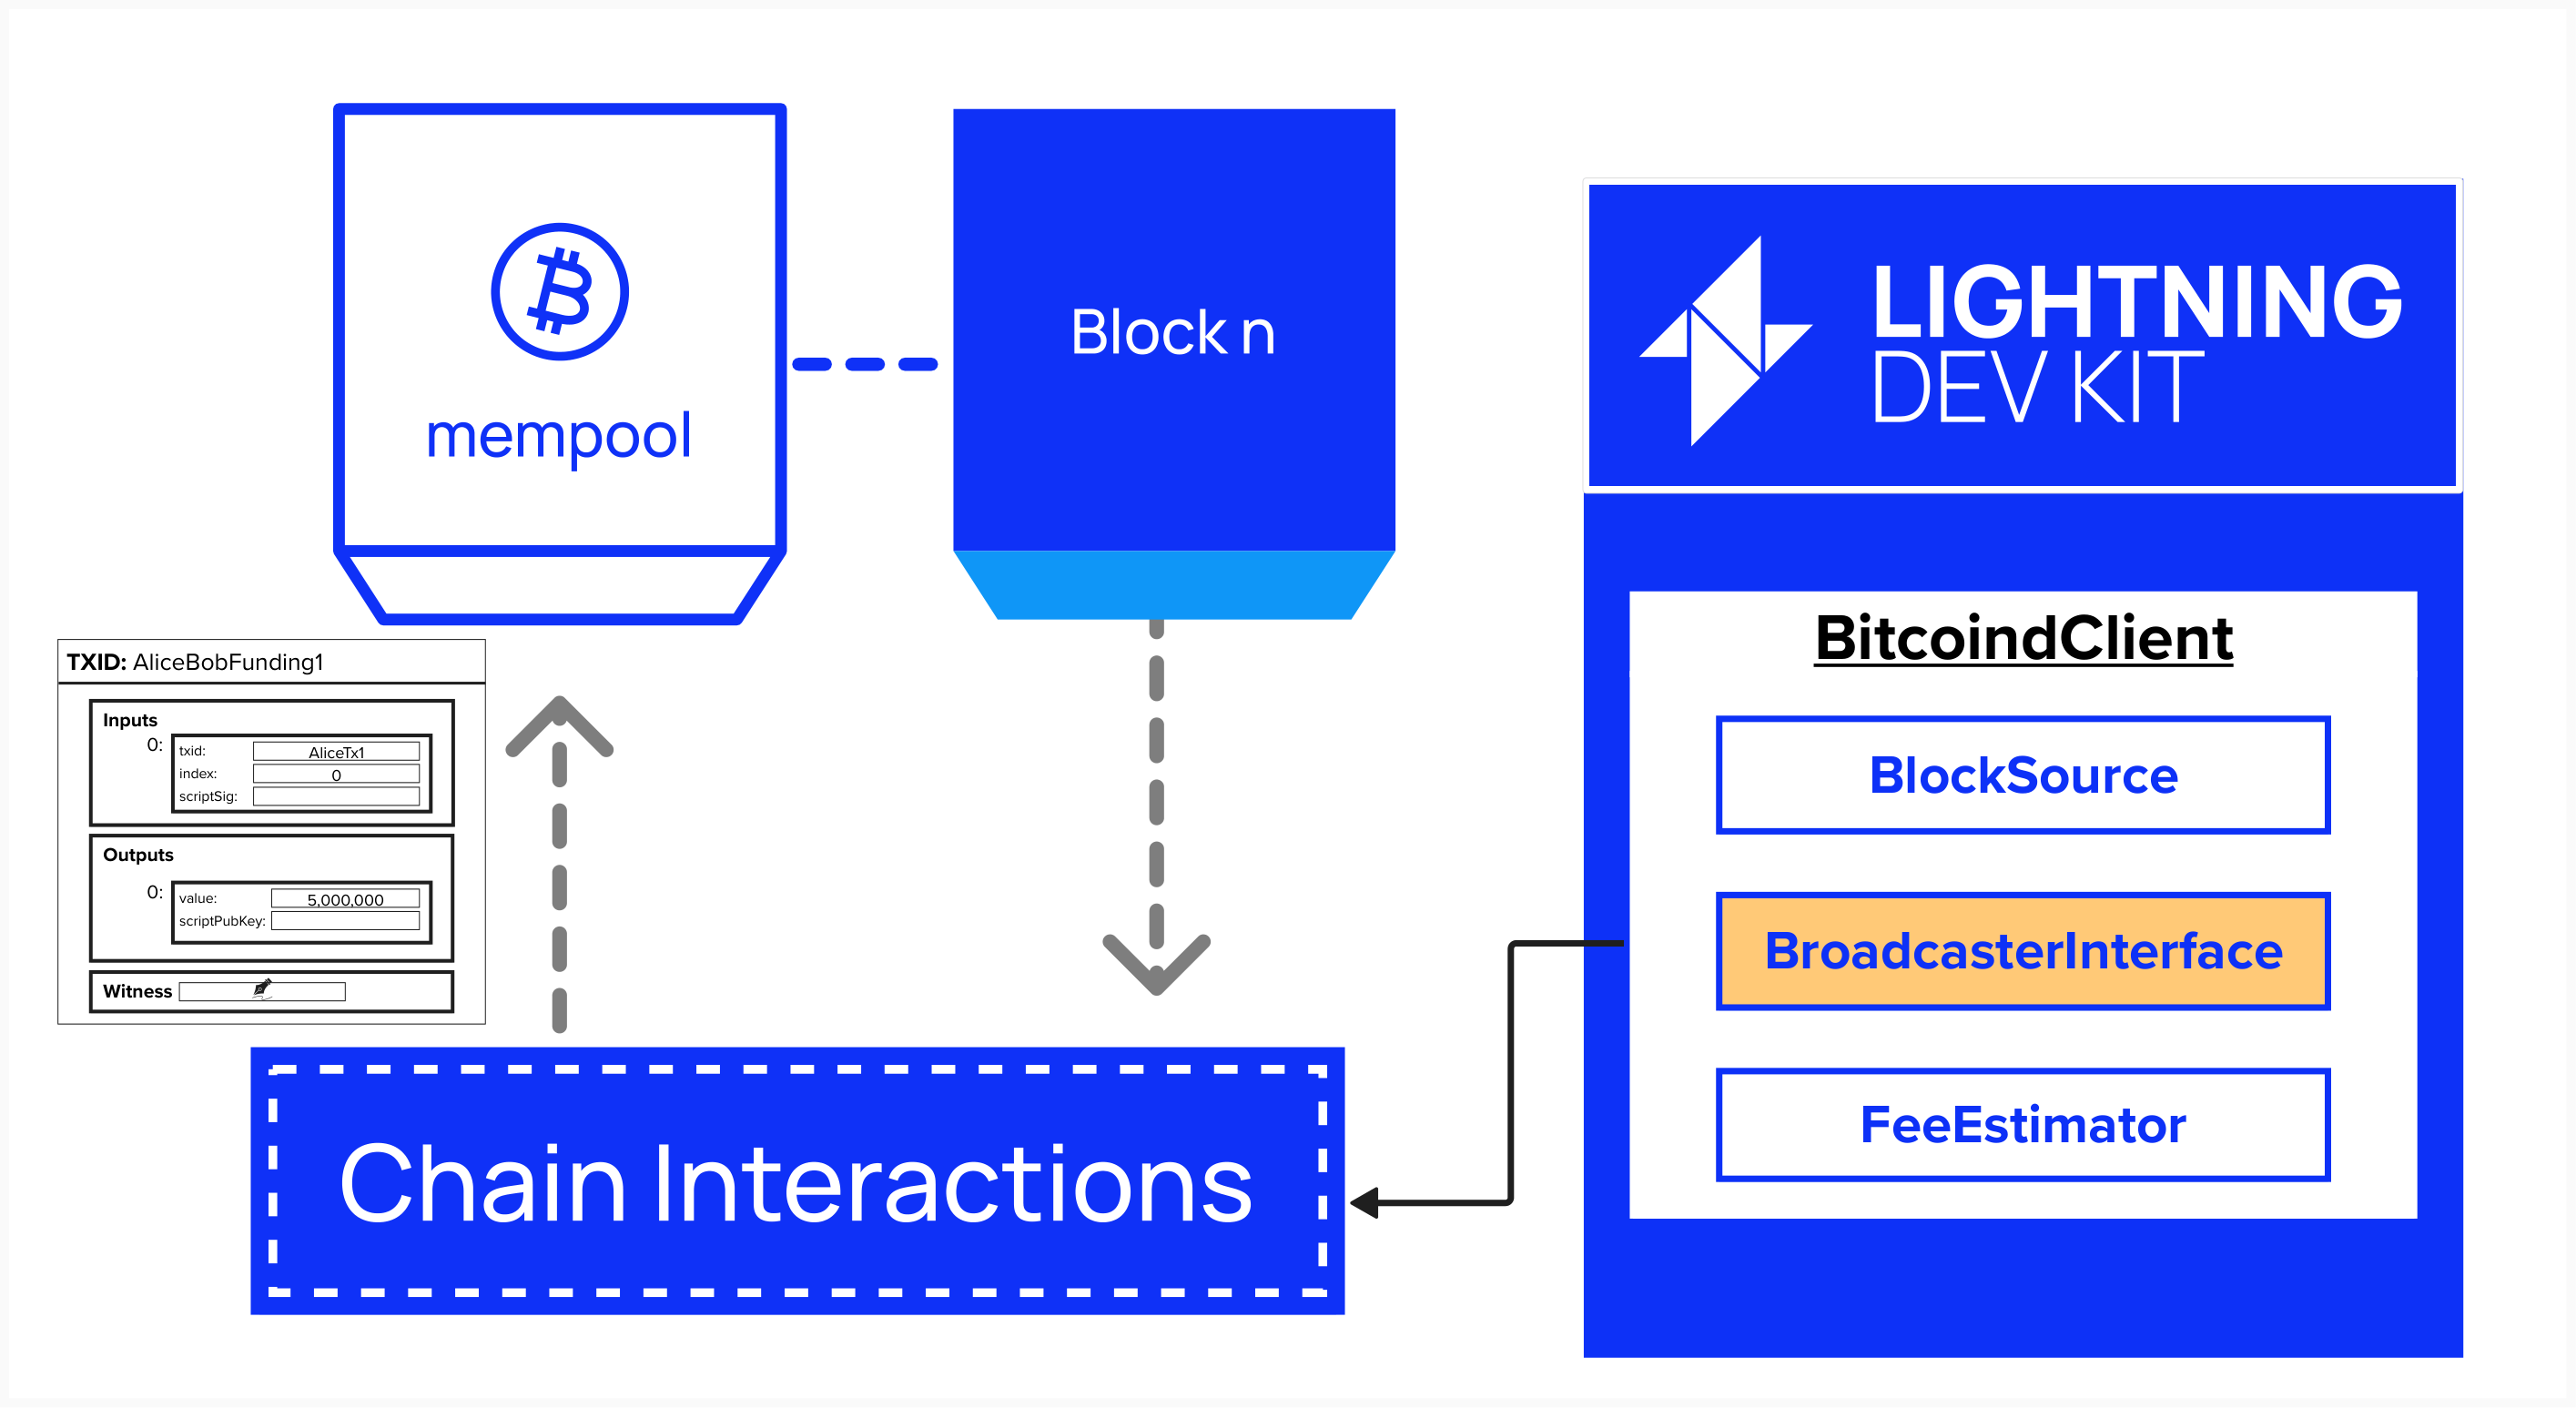 mempool
Block n
LIGHTNING
DEV KIT
BitcoindClient
BlockSource
BroadcasterInterface
FeeEstimator
TXID: AliceBobFunding1
Inputs
0:
txid: AliceTx1
index: 0
scriptSig:
Outputs
0:
value: 5,000,000
scriptPubKey:
Witness
Chain Interactions